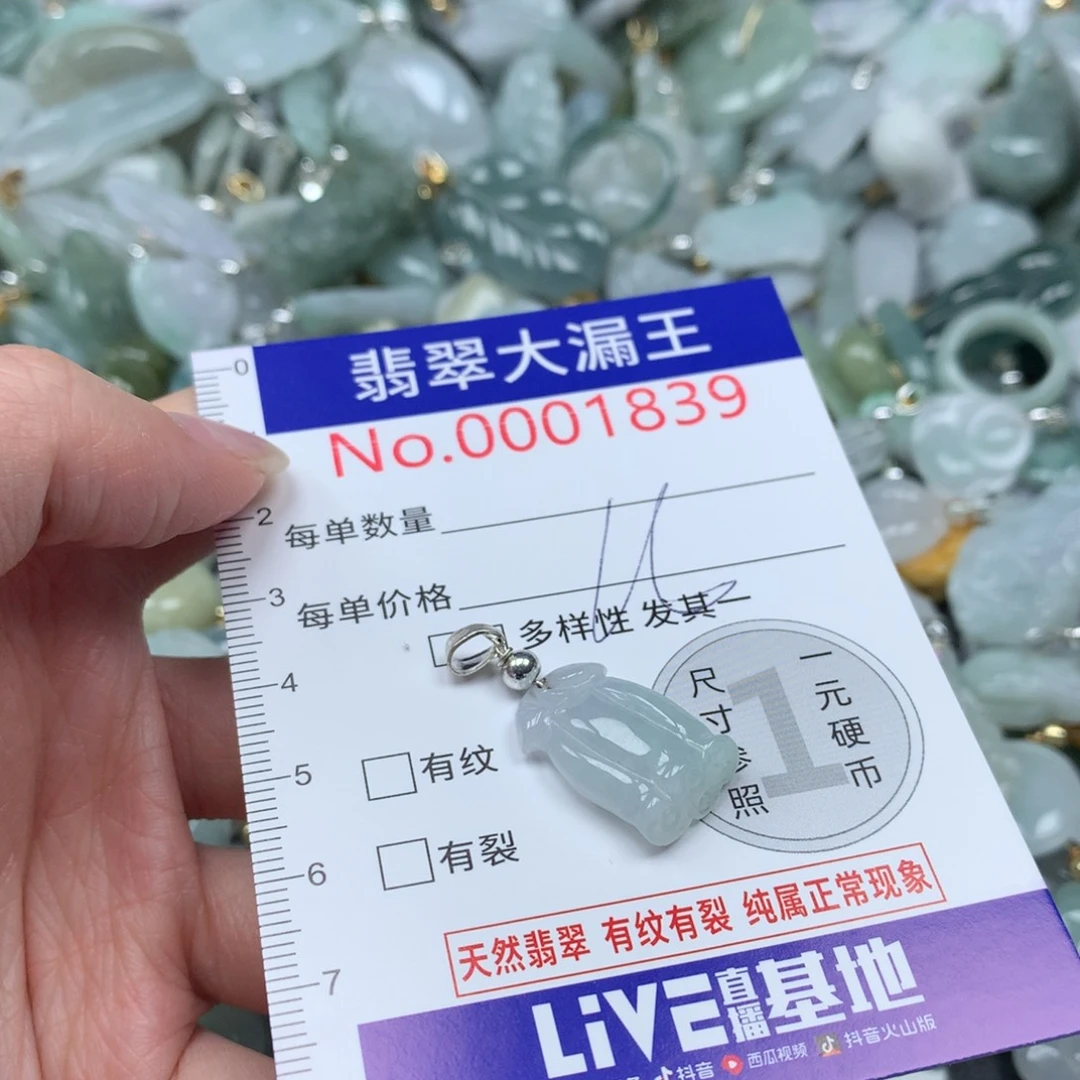 翡翠大漏王
No.0001839
0
2
每单数量
3
每单价格
多样性 发其一
4
尺寸参照
1
一元硬币
5
有纹
6
有裂
天然翡翠 有纹有裂 纯属正常现象
7
LiVE直播基地
抖音 西瓜视频 抖音火山版